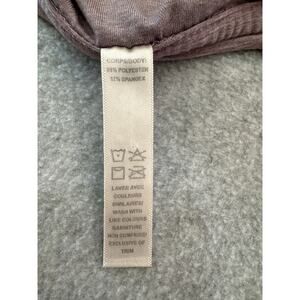 CORPS/BODY:
88% POLYESTER
12% SPANDEX
LAVER AVEC
COULEURS
SIMILAIRES/
WASH WITH
LIKE COLOURS
GARNITURE
NON COMPRISE/
EXCLUSIVE OF
TRIM